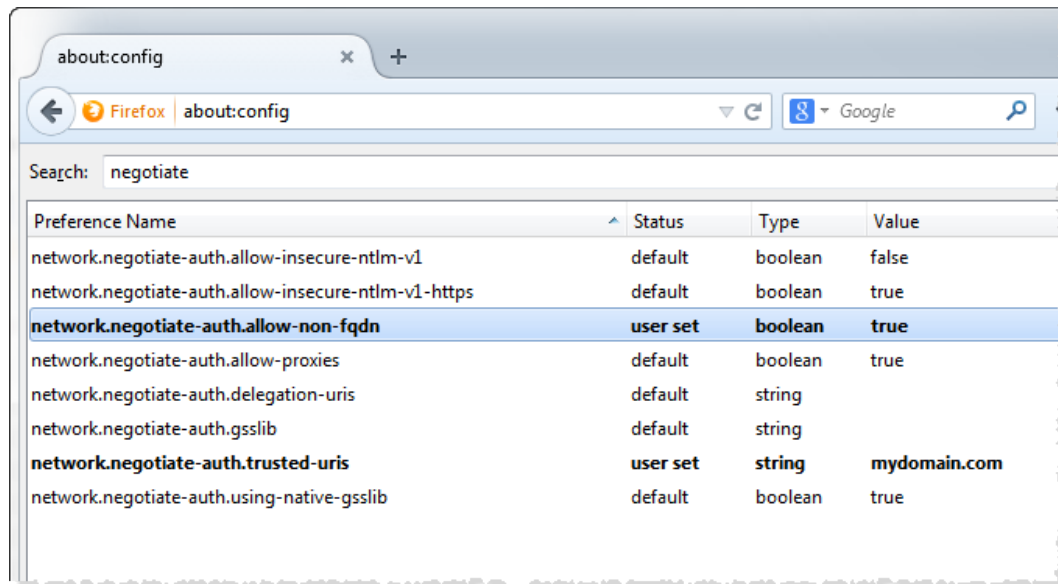 about:config
Firefox about:config Google
Search: negotiate
Preference Name Status Type Value
network.negotiate-auth.allow-insecure-ntlm-v1 default boolean false
network.negotiate-auth.allow-insecure-ntlm-v1-https default boolean true
network.negotiate-auth.allow-non-fqdn user set boolean true
network.negotiate-auth.allow-proxies default boolean true
network.negotiate-auth.delegation-uris default string
network.negotiate-auth.gsslib default string
network.negotiate-auth.trusted-uris user set string mydomain.com
network.negotiate-auth.using-native-gsslib default boolean true